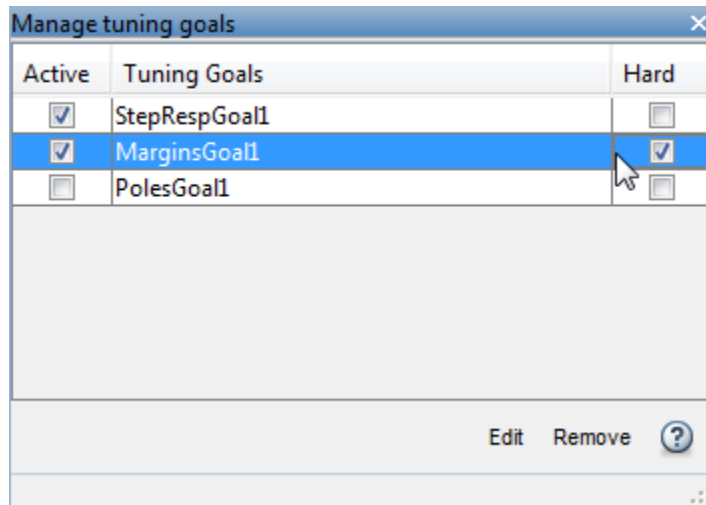 Manage tuning goals
Active Tuning Goals Hard
StepRespGoal1
MarginsGoal1
PolesGoal1
Edit Remove ?